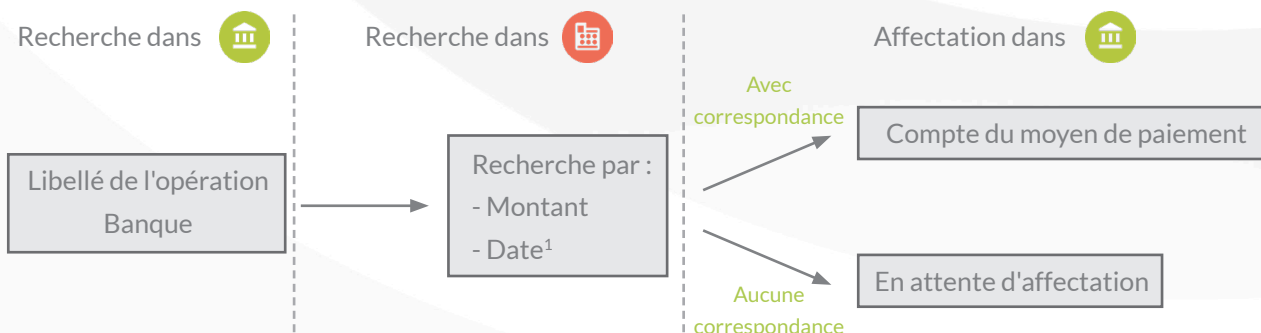 Recherche dans
Recherche dans
Affectation dans
Libellé de l'opération
Banque
Recherche par :
- Montant
- Date¹
Avec
correspondance
Compte du moyen de paiement
Aucune
correspondance
En attente d'affectation